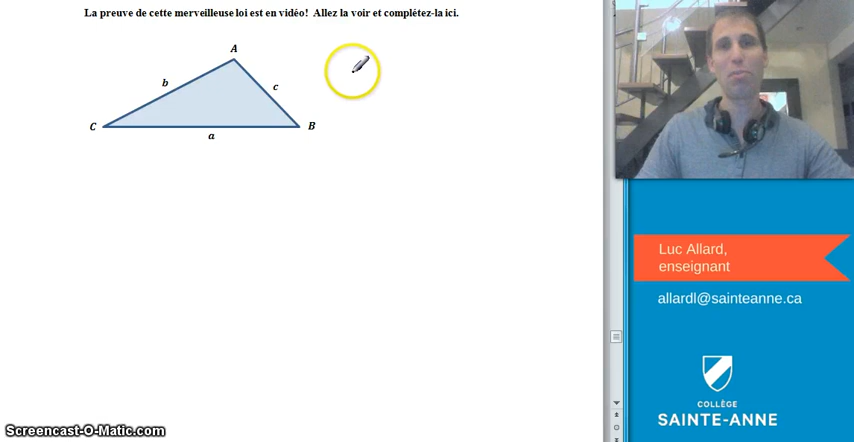 La preuve de cette merveilleuse loi est en vidéo! Allez la voir et complétez-la ici.
A
b
c
C
B
a
Luc Allard,
enseignant
allardl@sainteanne.ca
COLLÈGE
SAINTE-ANNE
Screencast-O-Matic.com